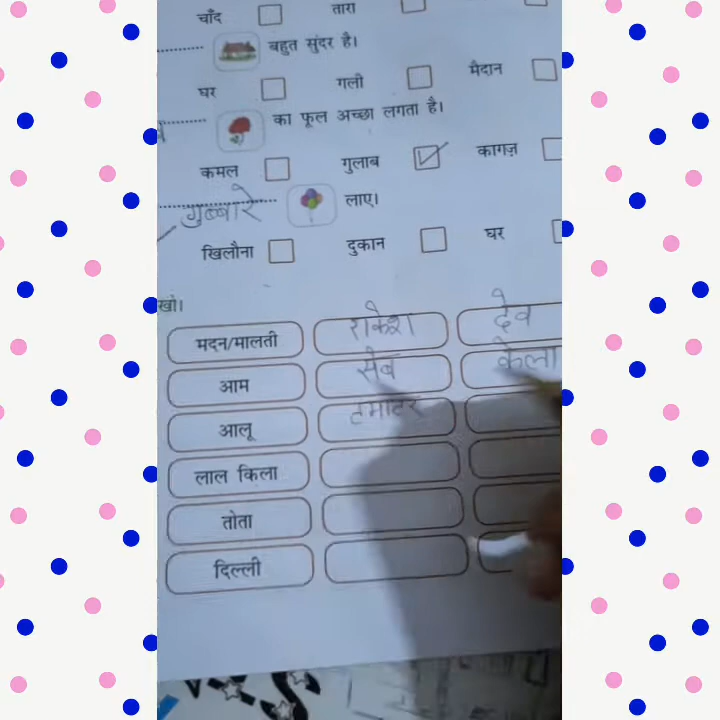 चाँद तारा
बहुत सुंदर है।
घर गली मैदान
का फूल अच्छा लगता है।
कमल गुलाब कागज़
गुब्बारे लाए।
खिलौना दुकान घर
खो।
मदन/मालती राकेश देव
आम सेब केला
आलू टमाटर
लाल किला
तोता
दिल्ली